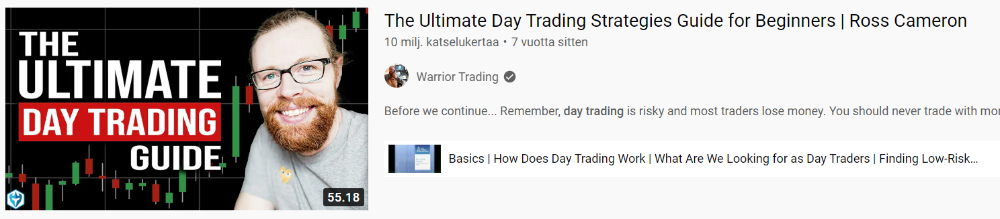 THE
ULTIMATE
DAY TRADING
GUIDE
55.18
The Ultimate Day Trading Strategies Guide for Beginners | Ross Cameron
10 milj. katselukertaa • 7 vuotta sitten
Warrior Trading
Before we continue... Remember, day trading is risky and most traders lose money. You should never trade with
Basics | How Does Day Trading Work | What Are We Looking for as Day Traders | Finding Low-Risk...